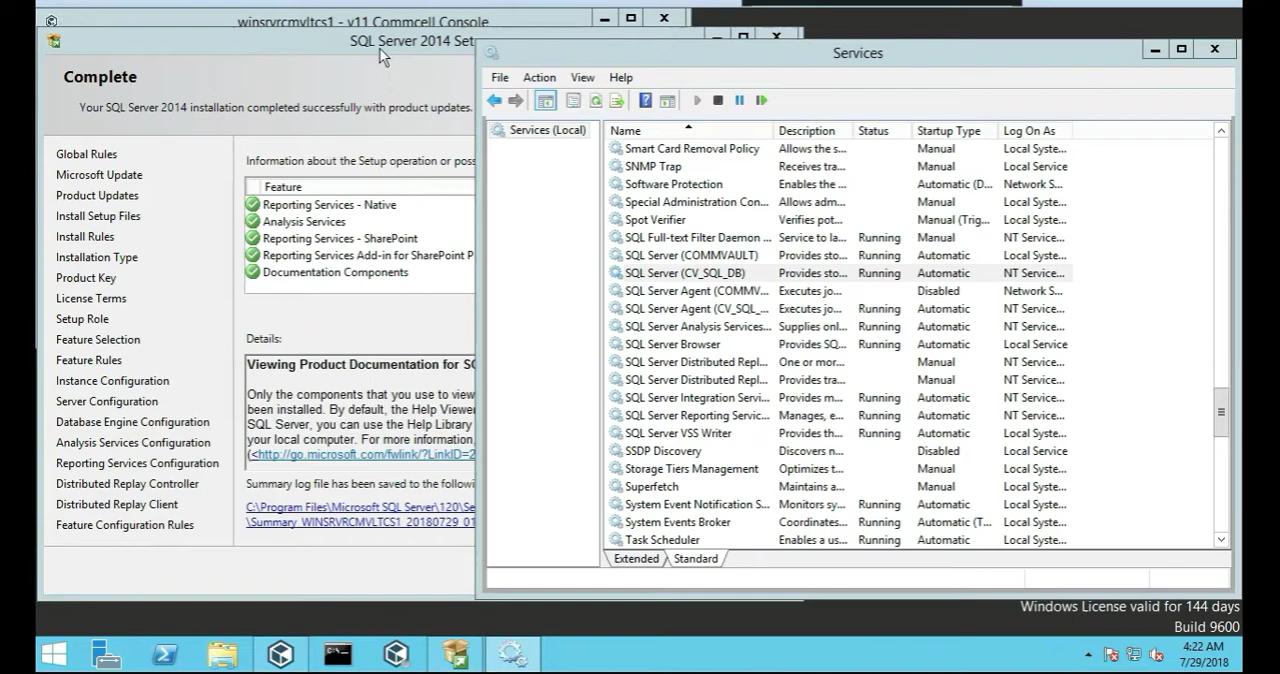 winsrvrcmvltcs1 - v11 Commcell Console
SQL Server 2014 Set
Complete
Your SQL Server 2014 installation completed successfully with product updates.
Global Rules
Microsoft Update
Product Updates
Install Setup Files
Install Rules
Installation Type
Product Key
License Terms
Setup Role
Feature Selection
Feature Rules
Instance Configuration
Server Configuration
Database Engine Configuration
Analysis Services Configuration
Reporting Services Configuration
Distributed Replay Controller
Distributed Replay Client
Feature Configuration Rules
Information about the Setup operation or poss
Feature
Reporting Services - Native
Analysis Services
Reporting Services - SharePoint
Reporting Services Add-in for SharePoint P
Documentation Components
Details:
Viewing Product Documentation for SQ
Only the components that you use to view
been installed. By default, the Help Viewer
SQL Server, you can use the Help Library
your local computer. For more information,
(<http://go.microsoft.com/fwlink/?LinkID=2
Summary log file has been saved to the followi
C:\Program Files\Microsoft SQL Server\120\Se
\Summary_WINSRVRCMVLTCS1_20180729_01
Services
File Action View Help
Services (Local)
Name Description Status Startup Type Log On As
Smart Card Removal Policy Allows the s... Manual Local Syste...
SNMP Trap Receives tra... Manual Local Service
Software Protection Enables the ... Automatic (D... Network S...
Special Administration Con... Allows adm... Manual Local Syste...
Spot Verifier Verifies pot... Manual (Trig... Local Syste...
SQL Full-text Filter Daemon ... Service to la... Running Manual NT Service...
SQL Server (COMMVAULT) Provides sto... Running Automatic Local Syste...
SQL Server (CV_SQL_DB) Provides sto... Running Automatic NT Service...
SQL Server Agent (COMMV... Executes jo... Disabled Network S...
SQL Server Agent (CV_SQL_... Executes jo... Running Automatic NT Service...
SQL Server Analysis Services... Supplies onl... Running Automatic NT Service...
SQL Server Browser Provides SQ... Running Automatic Local Service
SQL Server Distributed Repl... One or mor... Manual NT Service...
SQL Server Distributed Repl... Provides tra... Manual NT Service...
SQL Server Integration Servi... Provides m... Running Automatic NT Service...
SQL Server Reporting Servic... Manages, e... Running Automatic NT Service...
SQL Server VSS Writer Provides th... Running Automatic Local Syste...
SSDP Discovery Discovers n... Disabled Local Service
Storage Tiers Management Optimizes t... Manual Local Syste...
Superfetch Maintains a... Manual Local Syste...
System Event Notification S... Monitors sy... Running Automatic Local Syste...
System Events Broker Coordinates... Running Automatic (T... Local Syste...
Task Scheduler Enables a us... Running Automatic Local Syste...
Extended Standard
Windows License valid for 144 days
Build 9600
4:22 AM
7/29/2018